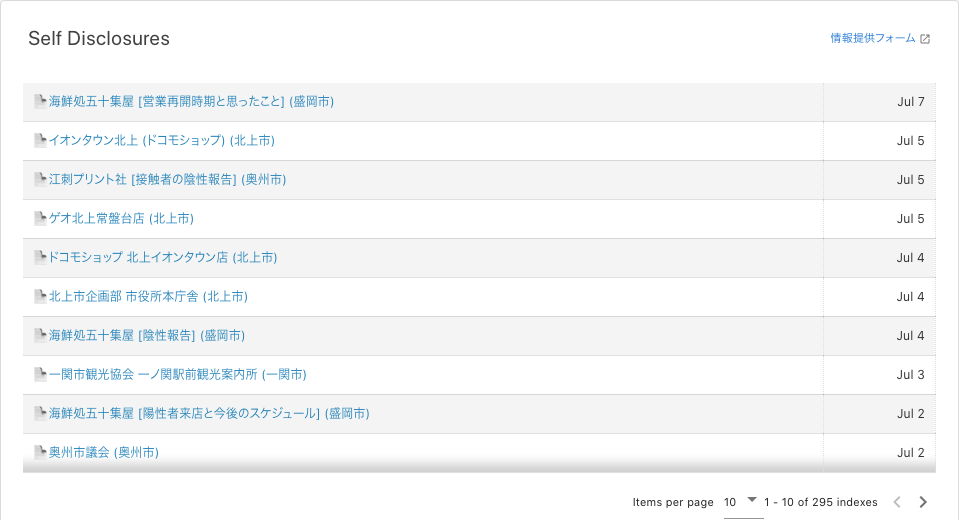 Self Disclosures
情報提供フォーム
海鮮処五十集屋 [営業再開時期と思ったこと] (盛岡市) Jul 7
イオンタウン北上 (ドコモショップ) (北上市) Jul 5
江刺プリント社 [接触者の陰性報告] (奥州市) Jul 5
ゲオ北上常盤台店 (北上市) Jul 5
ドコモショップ 北上イオンタウン店 (北上市) Jul 4
北上市企画部 市役所本庁舎 (北上市) Jul 4
海鮮処五十集屋 [陰性報告] (盛岡市) Jul 4
一関市観光協会 一ノ関駅前観光案内所 (一関市) Jul 3
海鮮処五十集屋 [陽性者来店と今後のスケジュール] (盛岡市) Jul 2
奥州市議会 (奥州市) Jul 2
Items per page 10 1 - 10 of 295 indexes